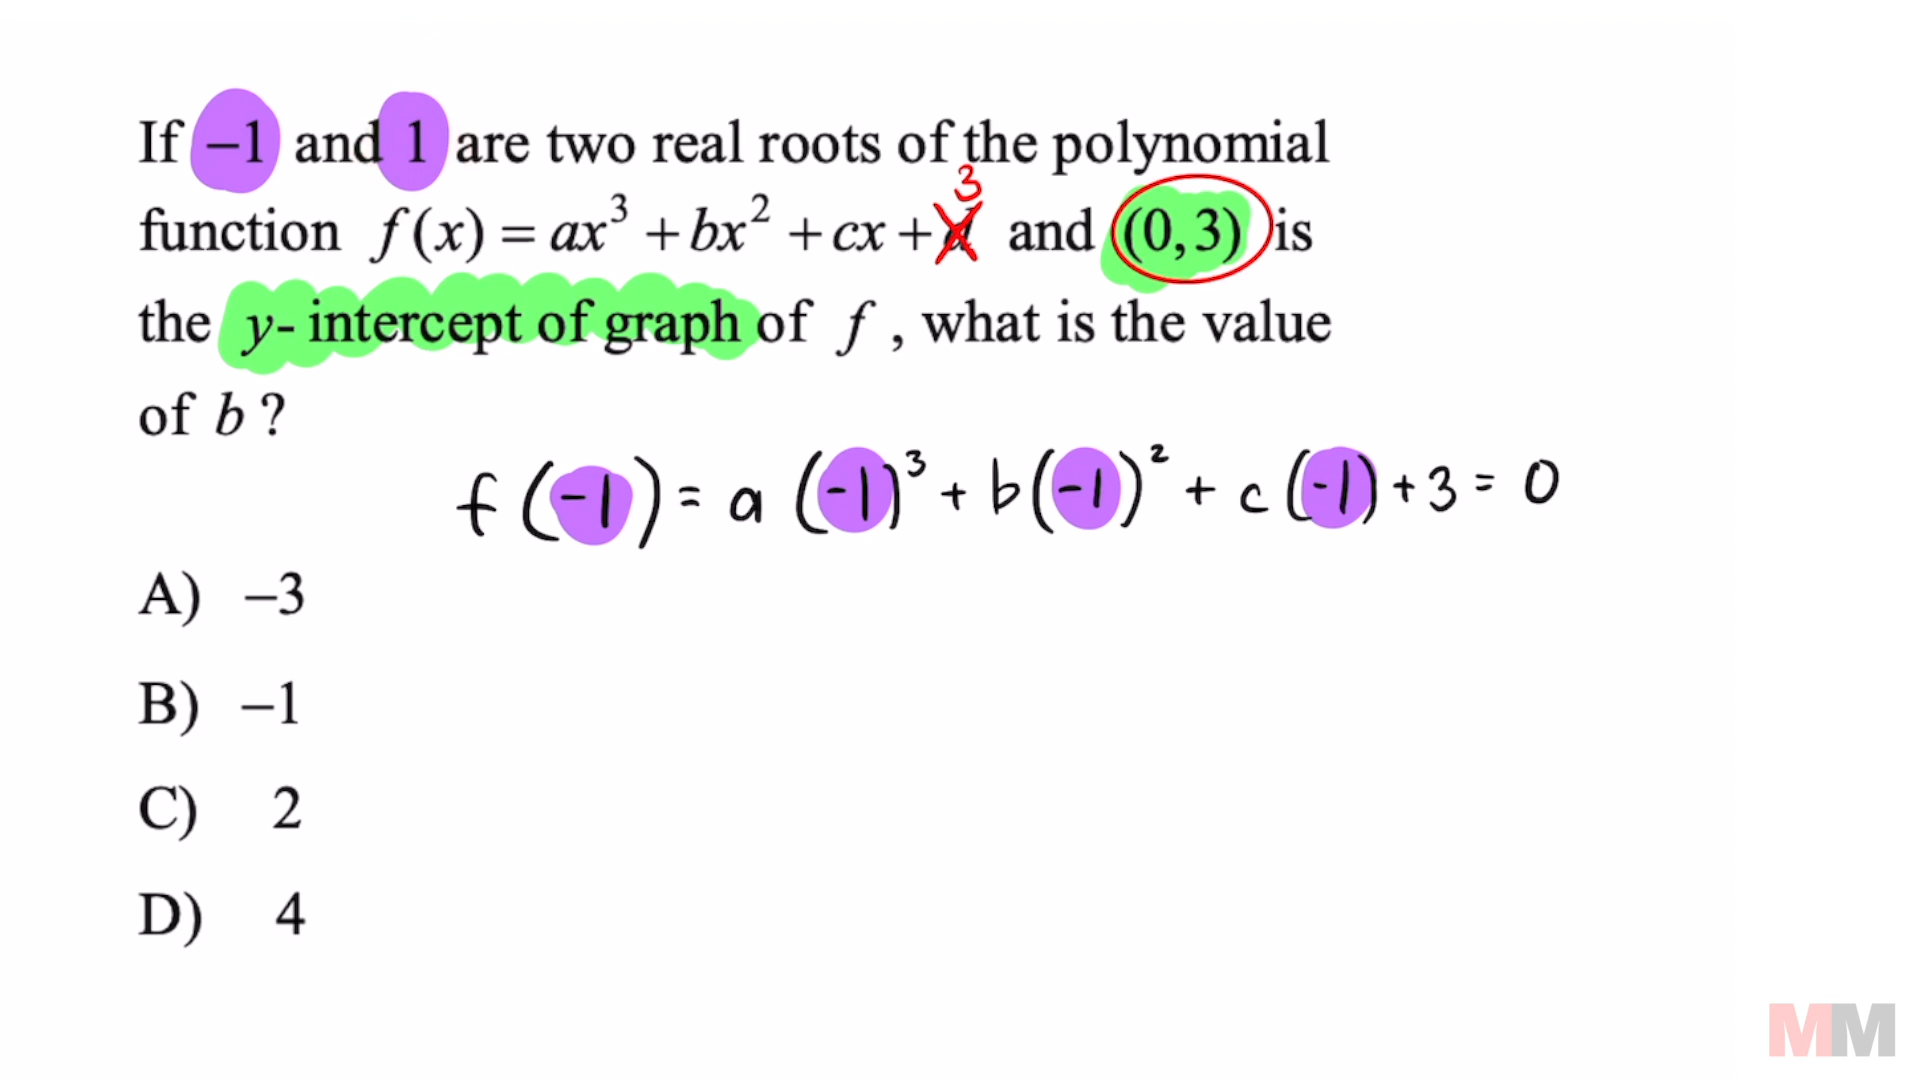 If −1 and 1 are two real roots of the polynomial
3
function f(x) = ax³ + bx² + cx + d and (0,3) is
the y- intercept of graph of f , what is the value
of b ?
f(-1) = a(-1)³ + b(-1)² + c(-1) + 3 = 0
A) −3
B) −1
C) 2
D) 4
MM